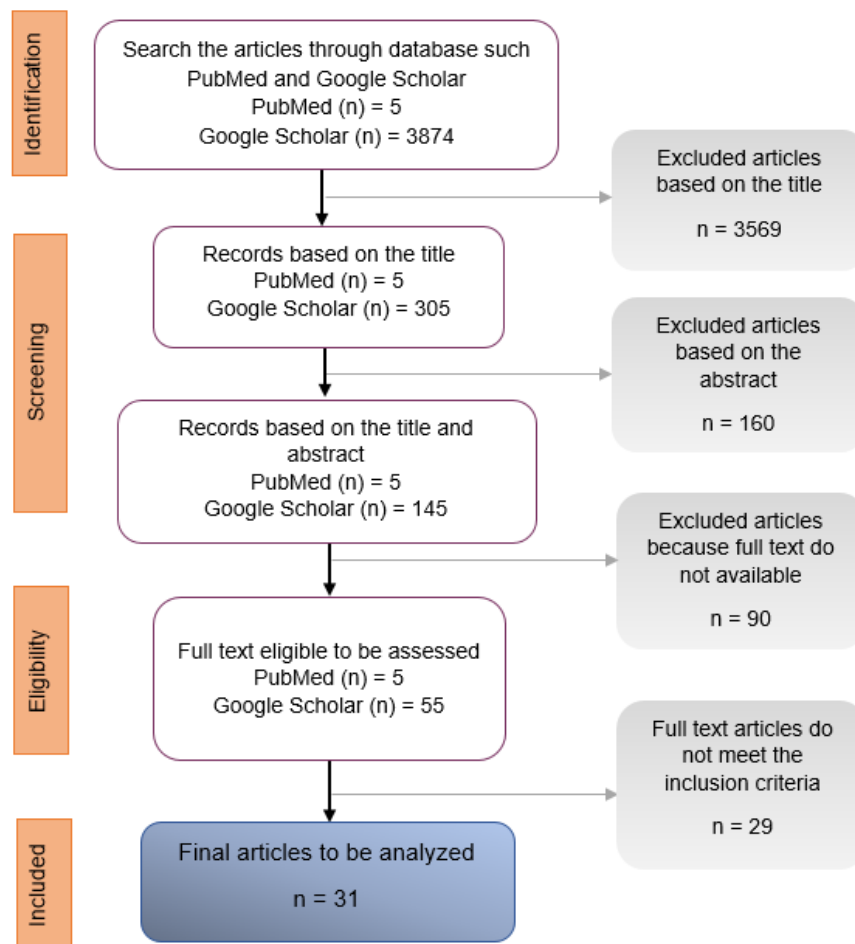 Identification
Search the articles through database such
PubMed and Google Scholar
PubMed (n) = 5
Google Scholar (n) = 3874
Excluded articles
based on the title
n = 3569
Screening
Records based on the title
PubMed (n) = 5
Google Scholar (n) = 305
Excluded articles
based on the
abstract
n = 160
Records based on the title and
abstract
PubMed (n) = 5
Google Scholar (n) = 145
Excluded articles
because full text do
not available
n = 90
Eligibility
Full text eligible to be assessed
PubMed (n) = 5
Google Scholar (n) = 55
Full text articles do
not meet the
inclusion criteria
n = 29
Included
Final articles to be analyzed
n = 31